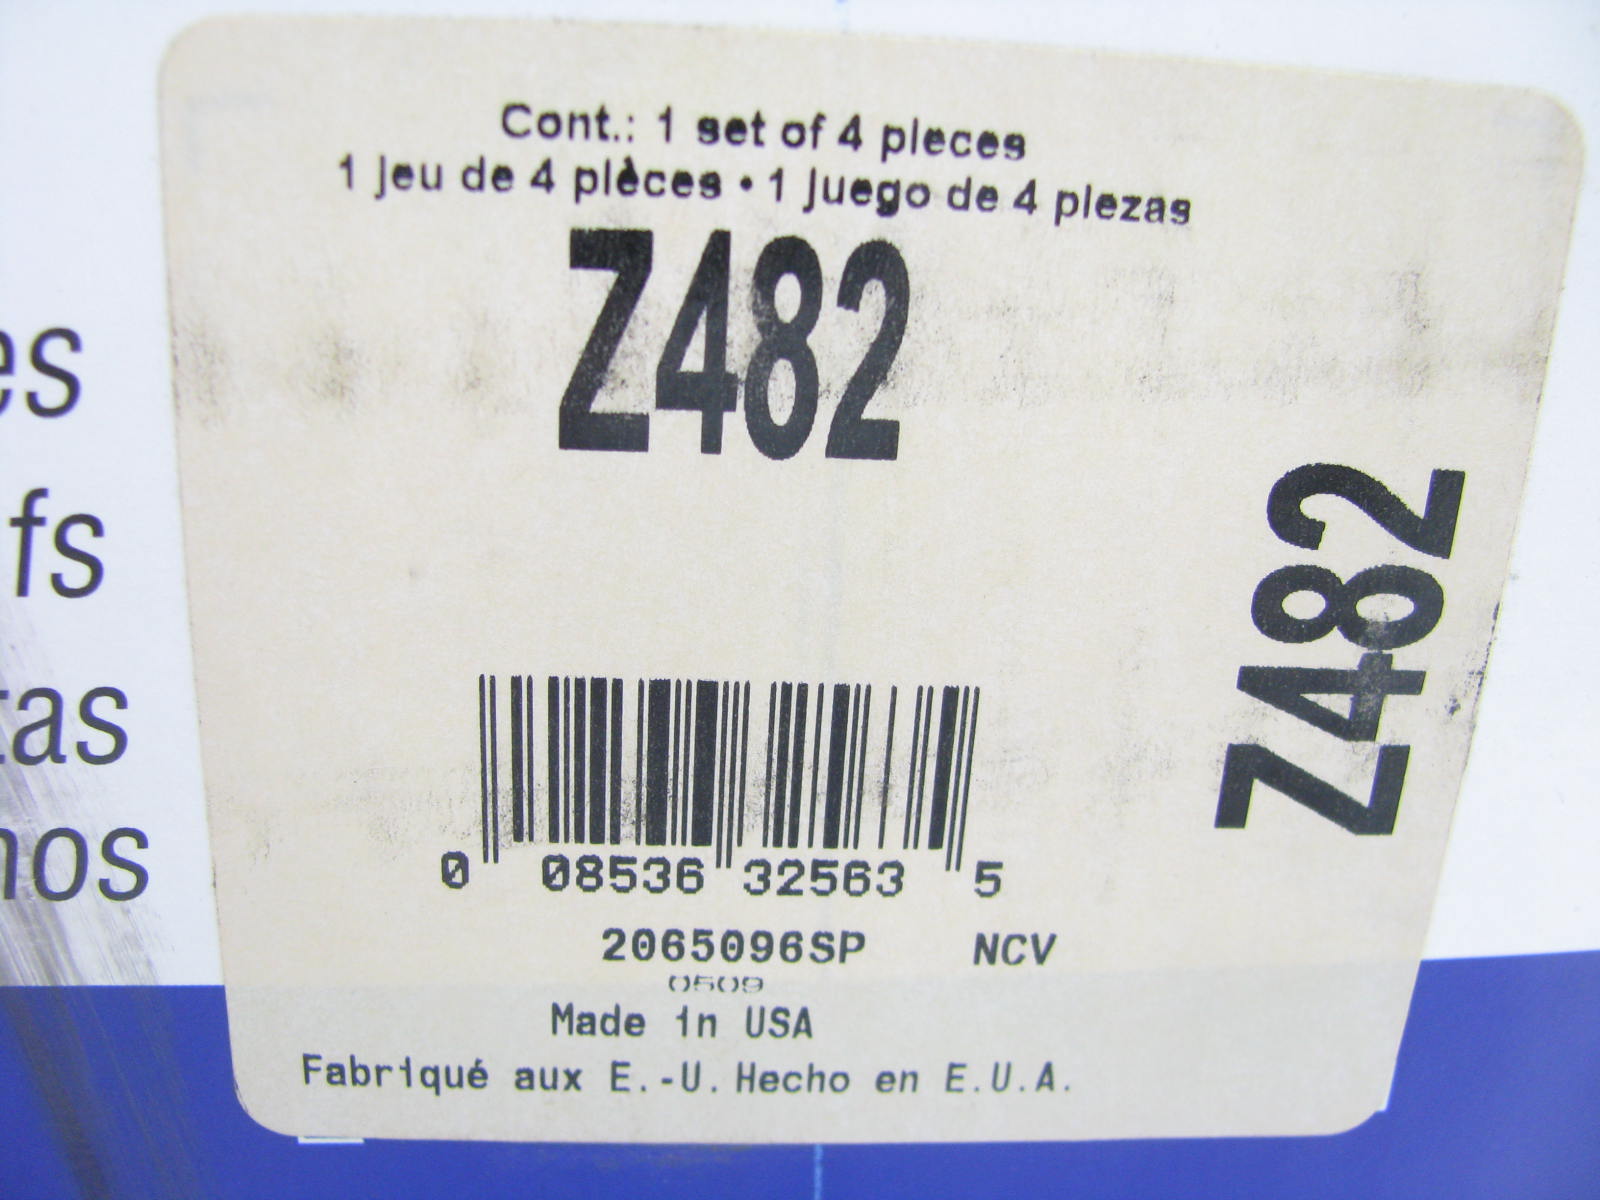 Cont.: 1 set of 4 pieces
1 jeu de 4 pièces • 1 juego de 4 piezas
Z482
Z482
es
fs
tas
nos
0 08536 32563 5
2065096SP NCV
0509
Made in USA
Fabriqué aux E.-U. Hecho en E.U.A.